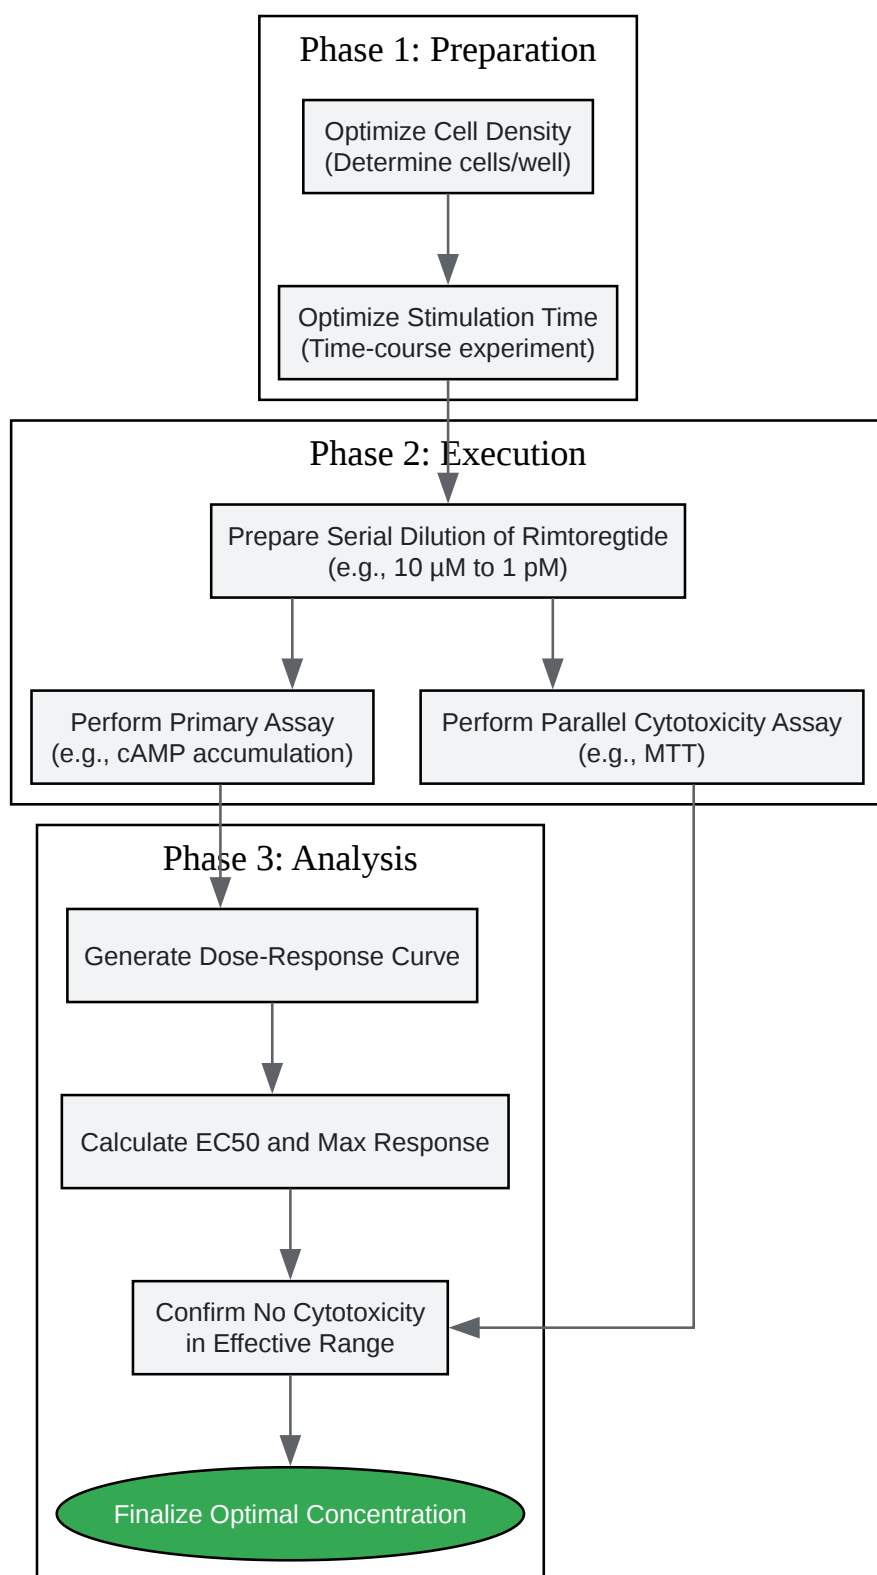 Phase 1: Preparation
Optimize Cell Density
(Determine cells/well)
Optimize Stimulation Time
(Time-course experiment)
Phase 2: Execution
Prepare Serial Dilution of Rimtoregtide
(e.g., 10 µM to 1 pM)
Perform Primary Assay
(e.g., cAMP accumulation)
Perform Parallel Cytotoxicity Assay
(e.g., MTT)
Phase 3: Analysis
Generate Dose-Response Curve
Calculate EC50 and Max Response
Confirm No Cytotoxicity
in Effective Range
Finalize Optimal Concentration